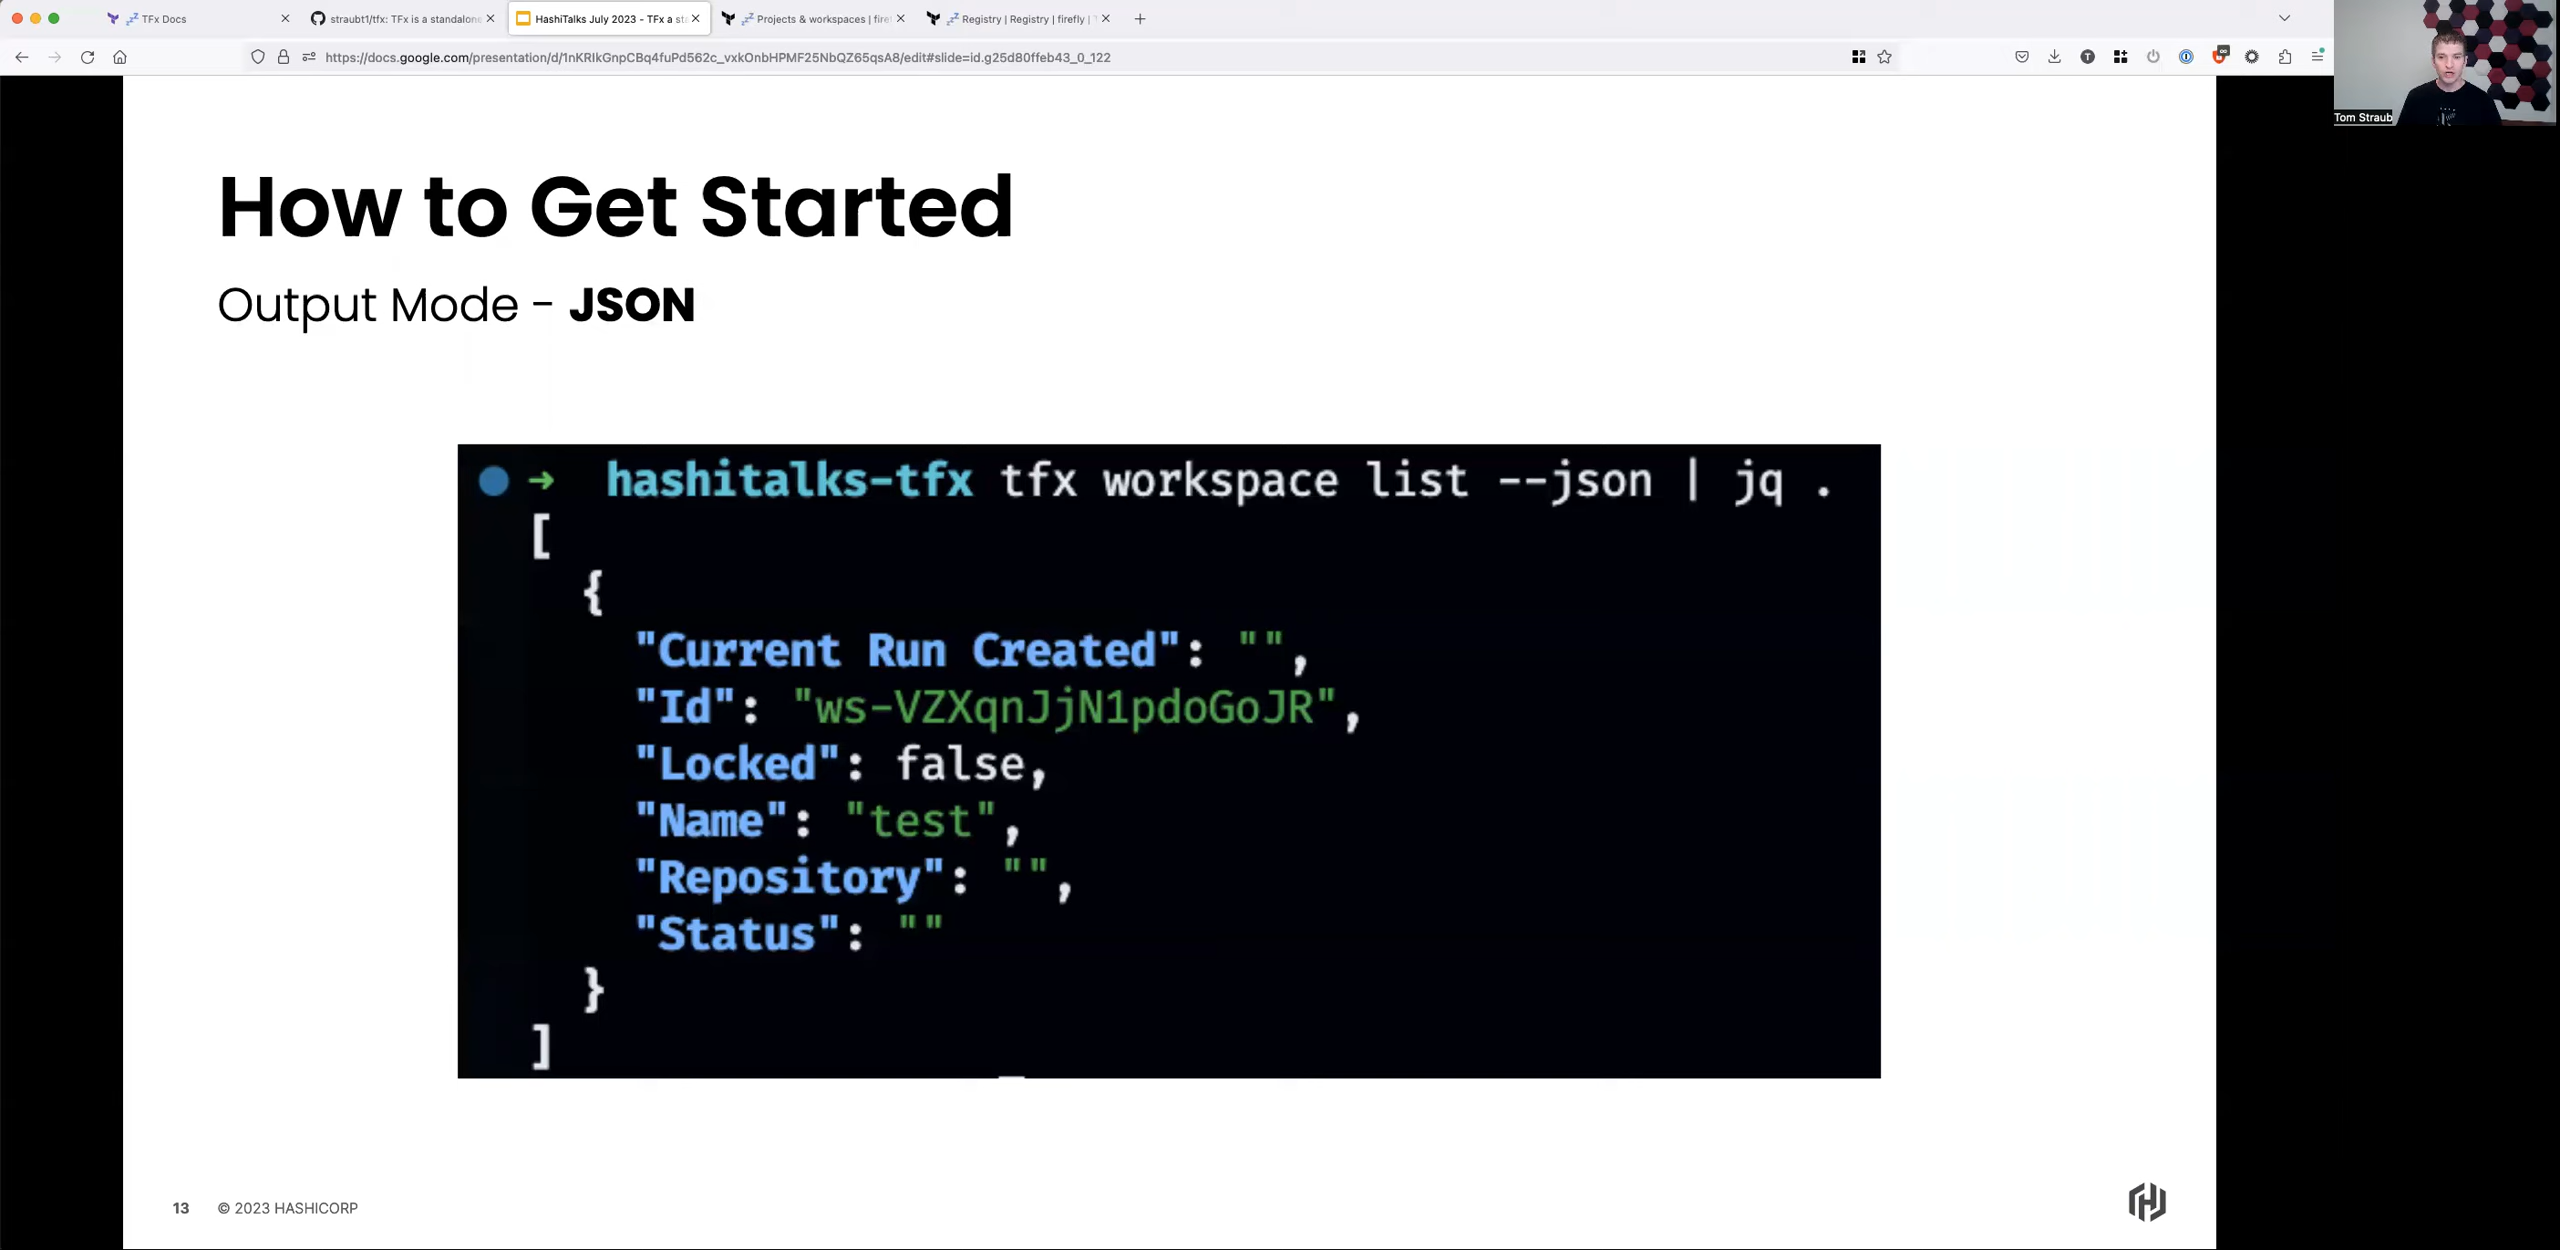 TFx Docs
straubt1/tfx: TFx is a standalone
HashiTalks July 2023 - TFx a st
Projects & workspaces | firef
Registry | Registry | firefly |
https://docs.google.com/presentation/d/1nKRIkGnpCBq4fuPd562c_vxkOnbHPMF25NbQZ65qsA8/edit#slide=id.g25d80ffeb43_0_122
Tom Straub
How to Get Started
Output Mode - JSON
hashitalks-tfx tfx workspace list --json | jq .
[
{
"Current Run Created": "",
"Id": "ws-VZXqnJjN1pdoGoJR",
"Locked": false,
"Name": "test",
"Repository": "",
"Status": ""
}
]
13 © 2023 HASHICORP